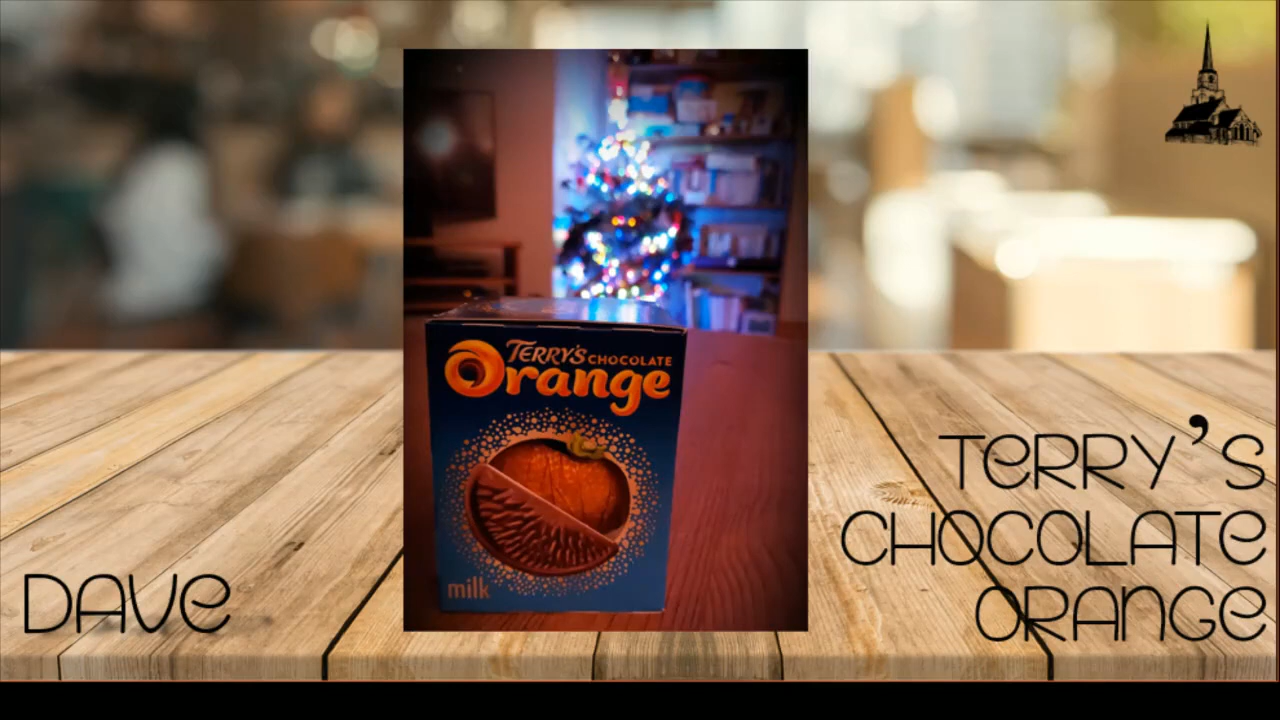 TERRY'S CHOCOLATE
Orange
milk
DAVE
TERRY'S
CHOCOLATE
ORANGE